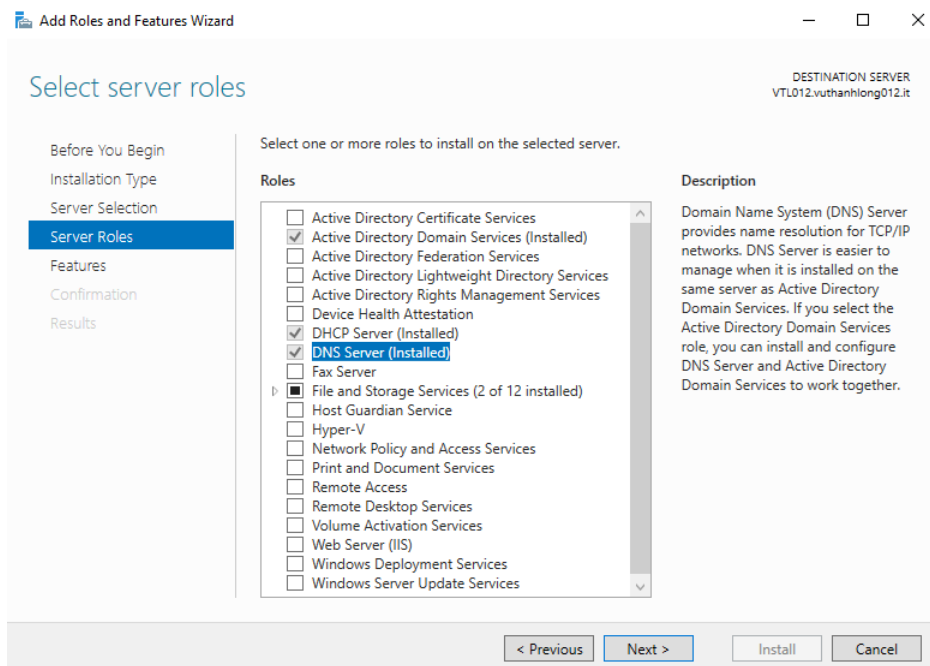 Add Roles and Features Wizard
Select server roles
DESTINATION SERVER
VTL012.vuthanhlong012.it
Before You Begin
Installation Type
Server Selection
Server Roles
Features
Confirmation
Results
Select one or more roles to install on the selected server.
Roles
Active Directory Certificate Services
Active Directory Domain Services (Installed)
Active Directory Federation Services
Active Directory Lightweight Directory Services
Active Directory Rights Management Services
Device Health Attestation
DHCP Server (Installed)
DNS Server (Installed)
Fax Server
File and Storage Services (2 of 12 installed)
Host Guardian Service
Hyper-V
Network Policy and Access Services
Print and Document Services
Remote Access
Remote Desktop Services
Volume Activation Services
Web Server (IIS)
Windows Deployment Services
Windows Server Update Services
Description
Domain Name System (DNS) Server
provides name resolution for TCP/IP
networks. DNS Server is easier to
manage when it is installed on the
same server as Active Directory
Domain Services. If you select the
Active Directory Domain Services
role, you can install and configure
DNS Server and Active Directory
Domain Services to work together.
< Previous
Next >
Install
Cancel